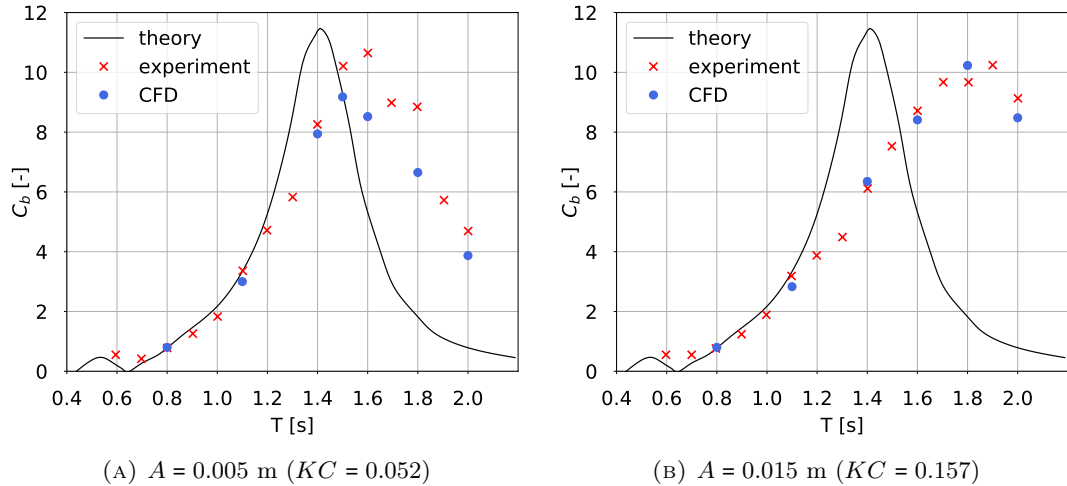 12
10
8
6
4
2
0
C_b [-]
theory
experiment
CFD
0.4 0.6 0.8 1.0 1.2 1.4 1.6 1.8 2.0
T [s]
(A) A = 0.005 m (KC = 0.052)
12
10
8
6
4
2
0
C_b [-]
theory
experiment
CFD
0.4 0.6 0.8 1.0 1.2 1.4 1.6 1.8 2.0
T [s]
(B) A = 0.015 m (KC = 0.157)